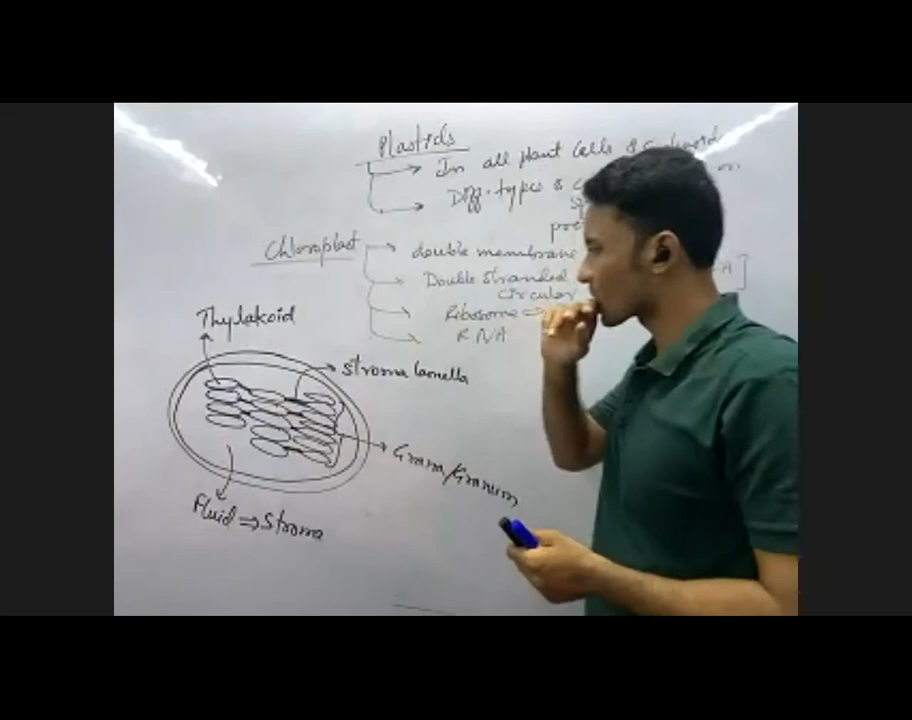 Plastids
In all plant cells &
Diff. types &
Chloroplast
double membrane
Double stranded
circular
Ribosome ⇒
RNA
Thylakoid
Stroma lamella
Grana/Granum
Fluid ⇒ Stroma